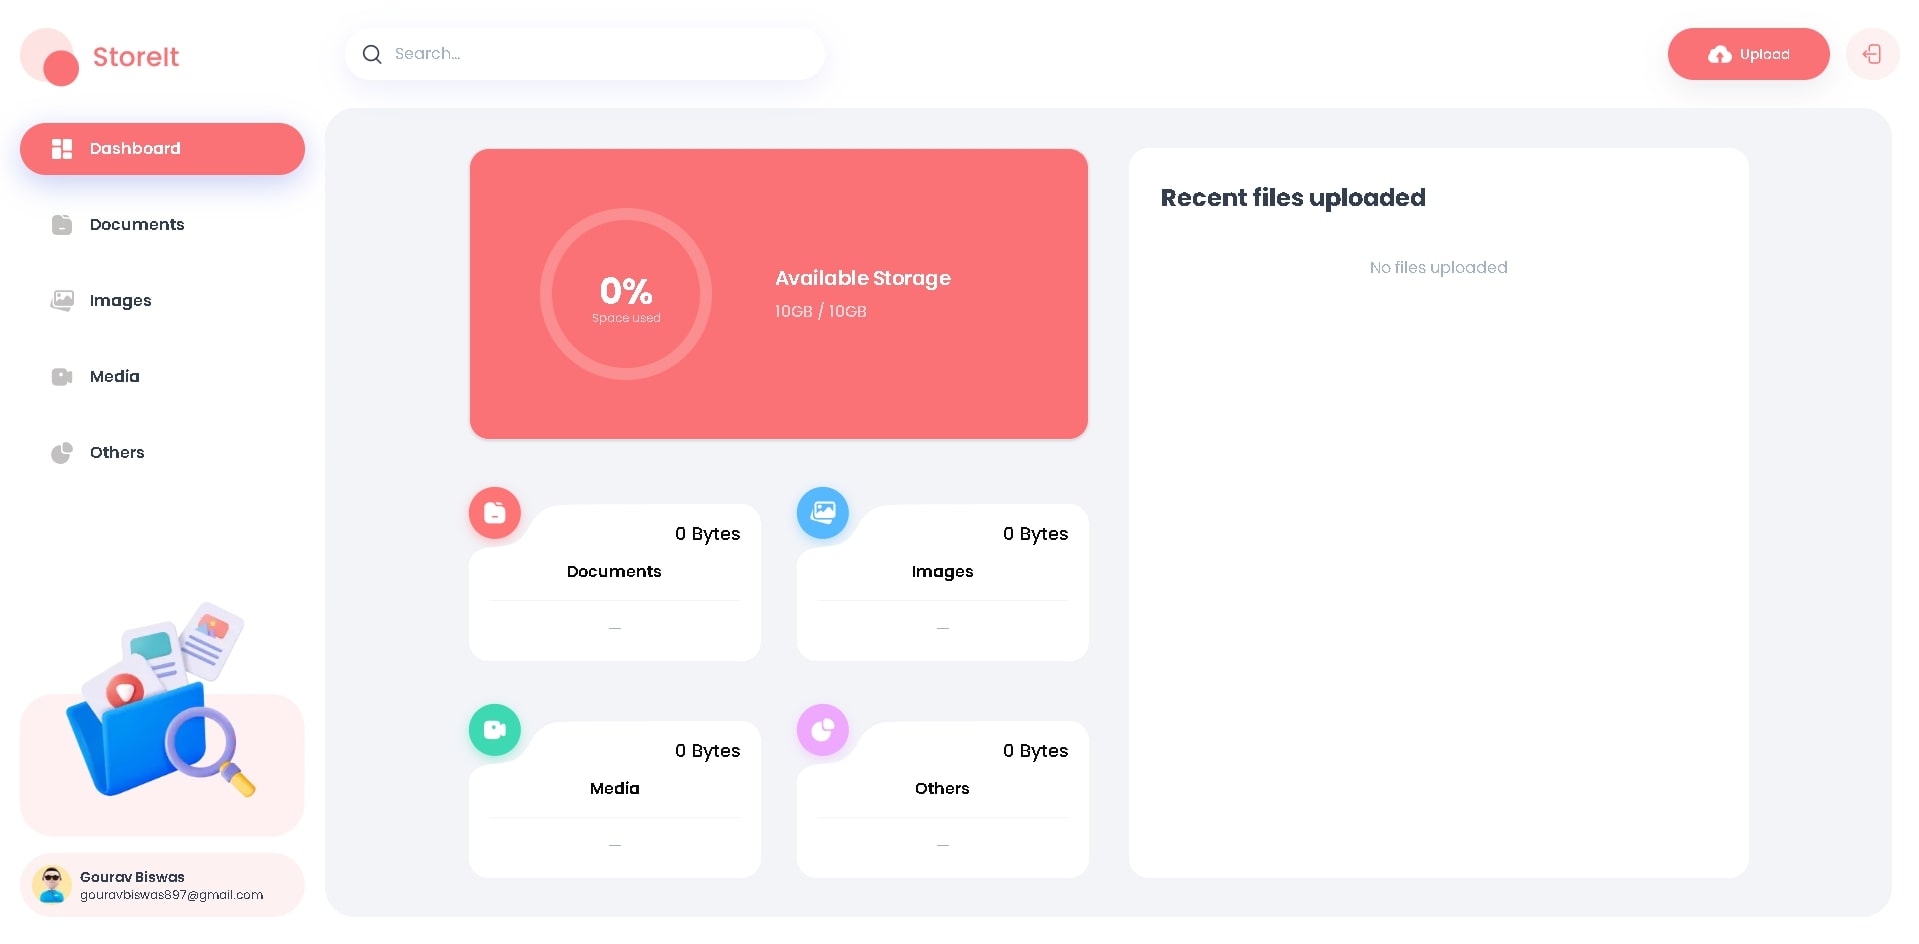 StoreIt
Search...
Upload
Dashboard
Documents
Images
Media
Others
Gourav Biswas
gouravbiswas897@gmail.com
0%
Space used
Available Storage
10GB / 10GB
0 Bytes
Documents
—
0 Bytes
Images
—
0 Bytes
Media
—
0 Bytes
Others
—
Recent files uploaded
No files uploaded